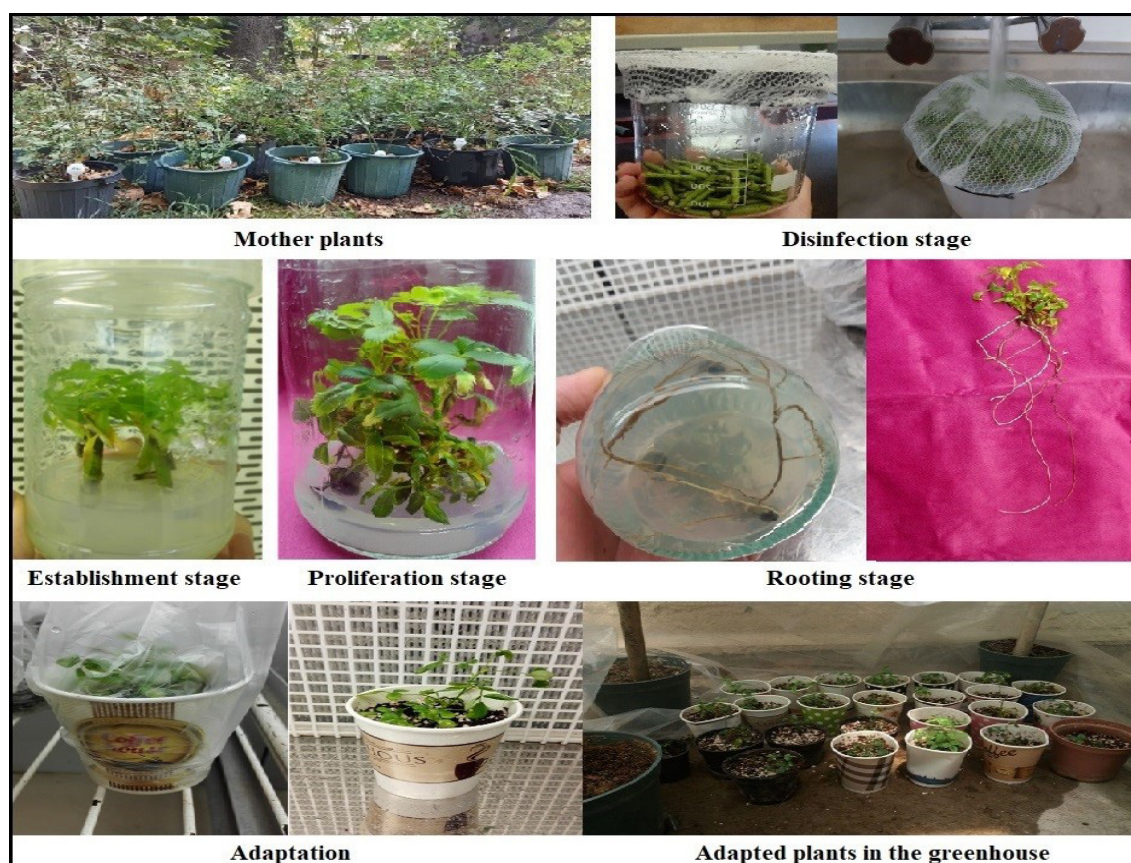 Mother plants
Disinfection stage
Establishment stage
Proliferation stage
Rooting stage
Adaptation
Adapted plants in the greenhouse